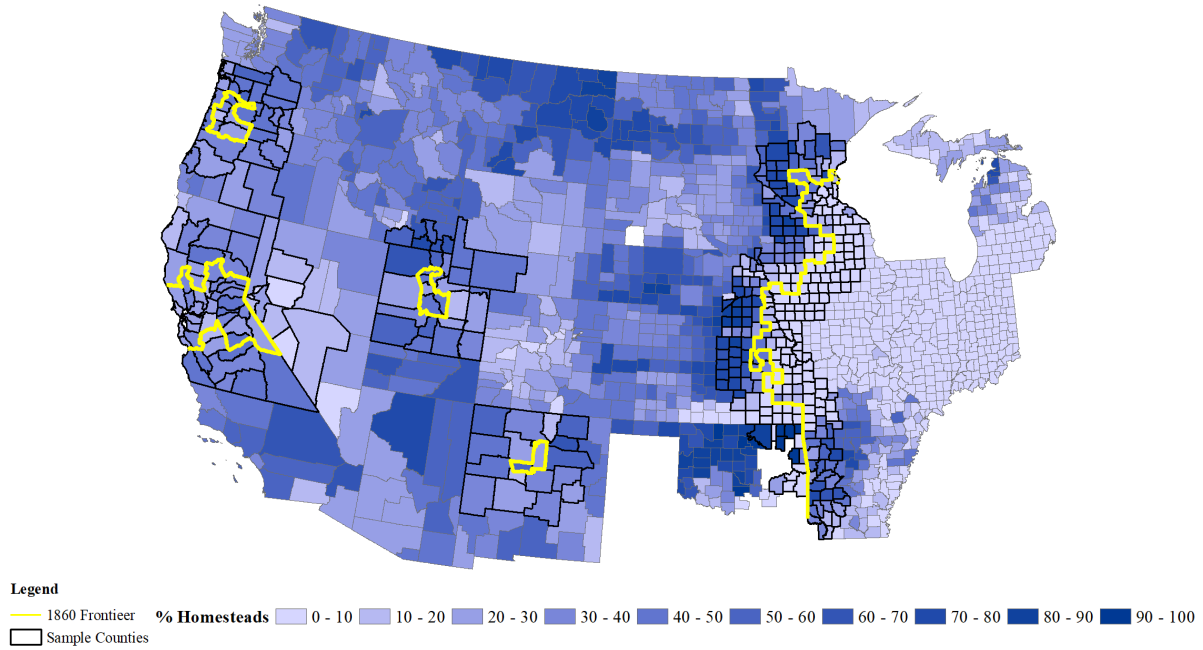 Legend
1860 Frontieer
Sample Counties
% Homesteads 0 - 10 10 - 20 20 - 30 30 - 40 40 - 50 50 - 60 60 - 70 70 - 80 80 - 90 90 - 100